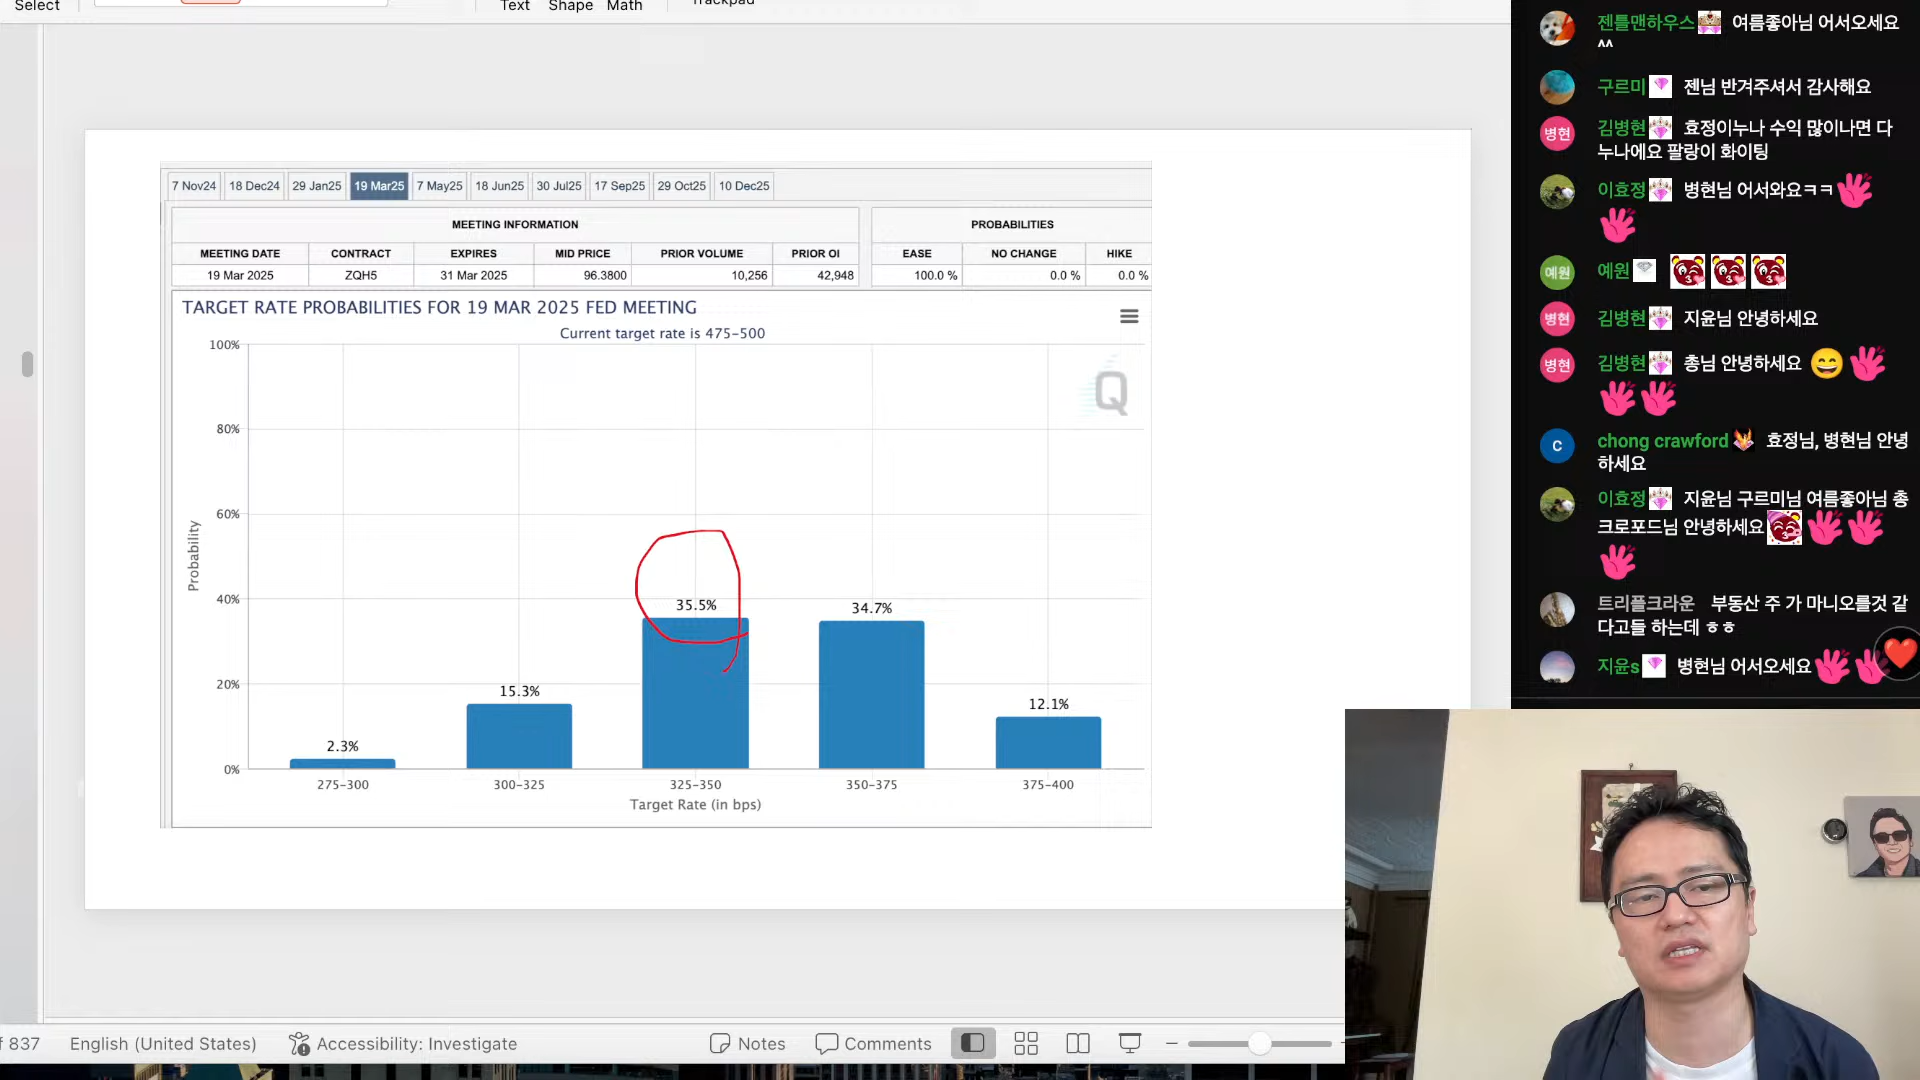 Select
Text Shape Math
Trackpad
7 Nov24 18 Dec24 29 Jan25 19 Mar25 7 May25 18 Jun25 30 Jul25 17 Sep25 29 Oct25 10 Dec25
MEETING INFORMATION
MEETING DATE CONTRACT EXPIRES MID PRICE PRIOR VOLUME PRIOR OI
19 Mar 2025 ZQH5 31 Mar 2025 96.3800 10,256 42,948
PROBABILITIES
EASE NO CHANGE HIKE
100.0 % 0.0 % 0.0 %
TARGET RATE PROBABILITIES FOR 19 MAR 2025 FED MEETING
Current target rate is 475–500
Q
100%
80%
60%
40%
20%
0%
Probability
2.3%
15.3%
35.5%
34.7%
12.1%
275–300 300–325 325–350 350–375 375–400
Target Rate (in bps)
f 837 English (United States) Accessibility: Investigate Notes Comments
젠틀맨하우스 여름좋아님 어서오세요
^^
구르미 젠님 반겨주셔서 감사해요
병현 김병현 효정이누나 수익 많이나면 다
누나에요 팔랑이 화이팅
이효정 병현님 어서와요ㅋㅋ
예원 예원
병현 김병현 지윤님 안녕하세요
병현 김병현 총님 안녕하세요
C chong crawford 효정님, 병현님 안녕
하세요
이효정 지윤님 구르미님 여름좋아님 총
크로포드님 안녕하세요
트리플크라운 부동산 주 가 마니오를것 같
다고들 하는데 ㅎㅎ
지윤s 병현님 어서오세요